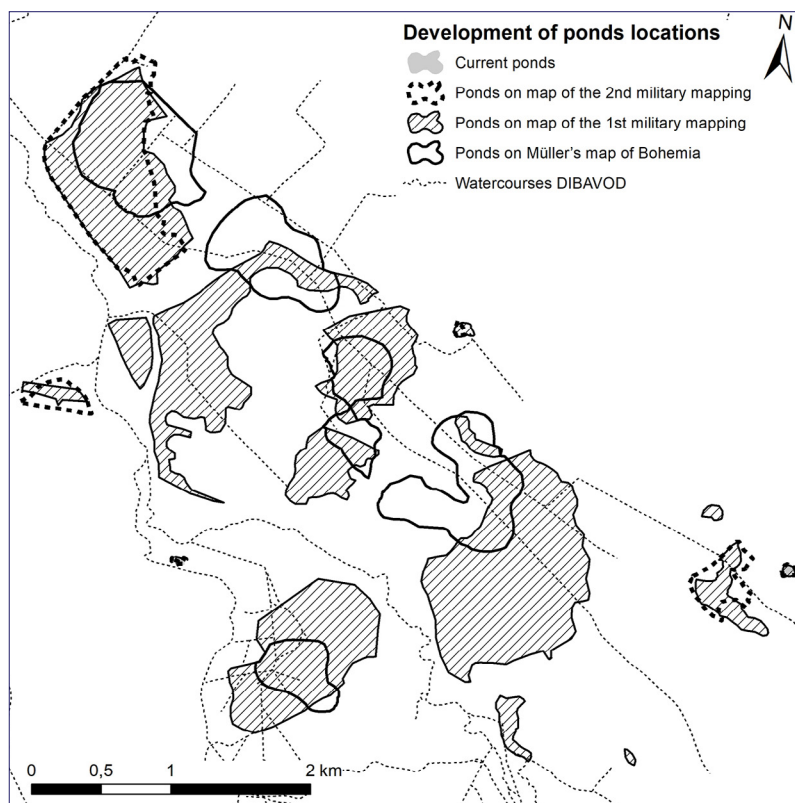 Development of ponds locations
N
Current ponds
Ponds on map of the 2nd military mapping
Ponds on map of the 1st military mapping
Ponds on Müller's map of Bohemia
Watercourses DIBAVOD
0 0,5 1 2 km